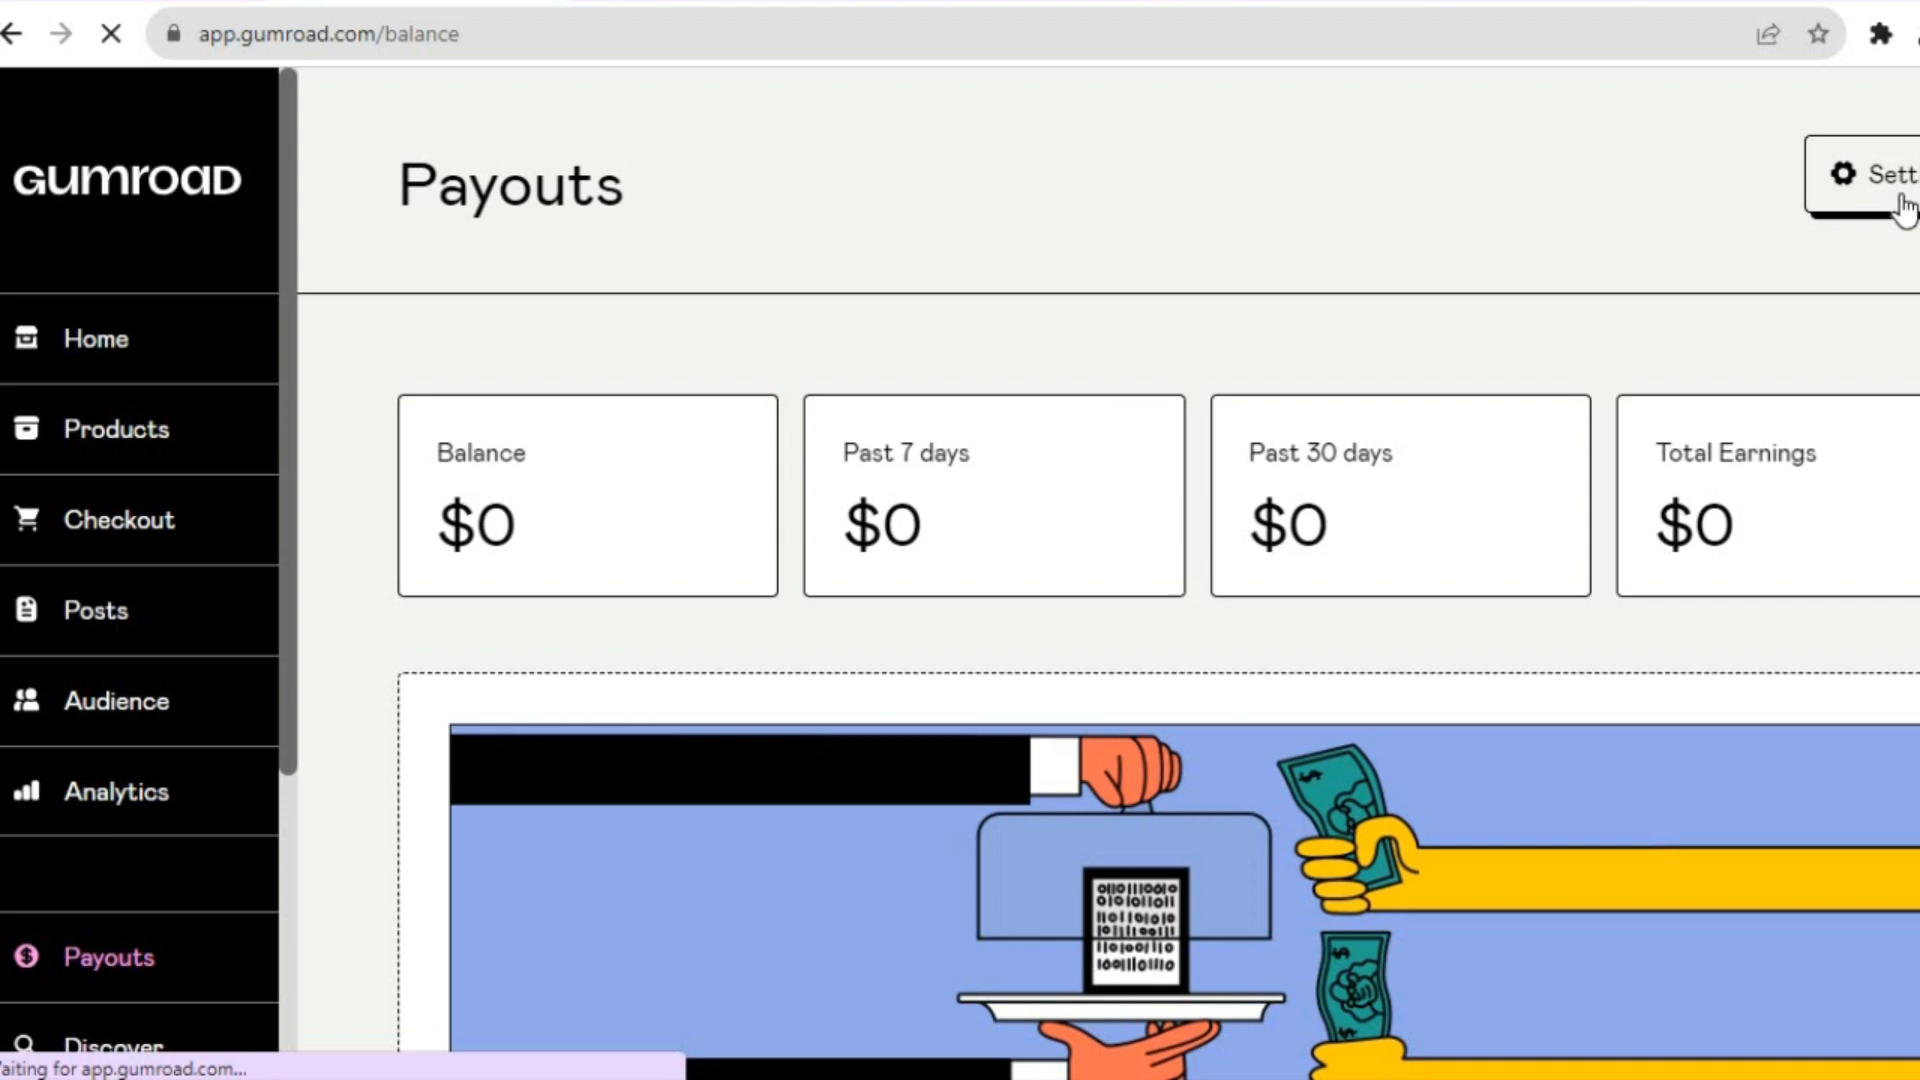 app.gumroad.com/balance
GUMROAD
Payouts
Sett
Home
Products
Checkout
Posts
Audience
Analytics
Payouts
Discover
Balance
$0
Past 7 days
$0
Past 30 days
$0
Total Earnings
$0
aiting for app.gumroad.com...